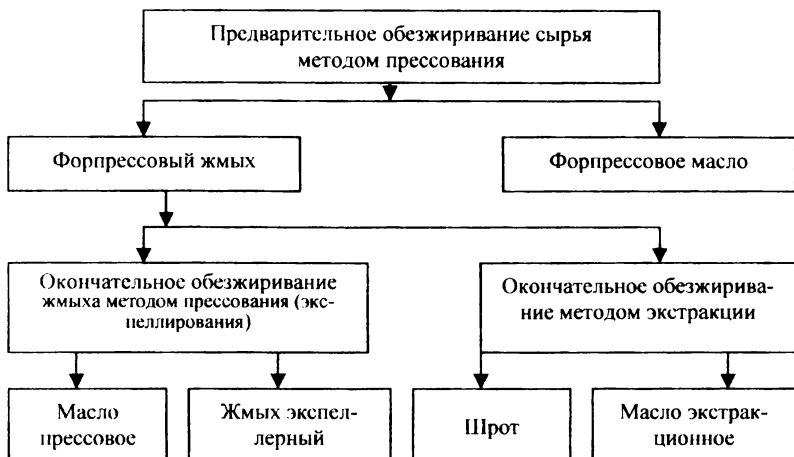 Предварительное обезжиривание сырья
методом прессования
Форпрессовый жмых
Форпрессовое масло
Окончательное обезжиривание
жмыха методом прессования (экс-
пеллирования)
Окончательное обезжирива-
ние методом экстракции
Масло
прессовое
Жмых экспел-
лерный
Шрот
Масло экстрак-
ционное